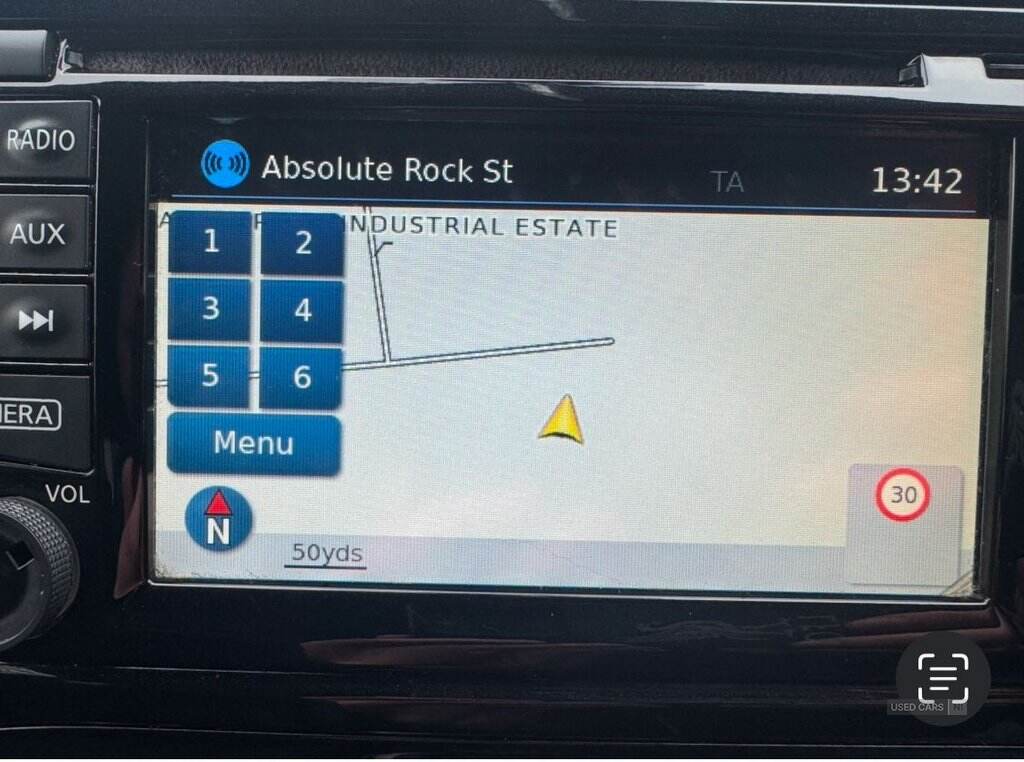 RADIO
AUX
ERA
VOL
Absolute Rock St
TA
13:42
INDUSTRIAL ESTATE
1
2
3
4
5
6
Menu
N
50yds
30
USED CARS NI